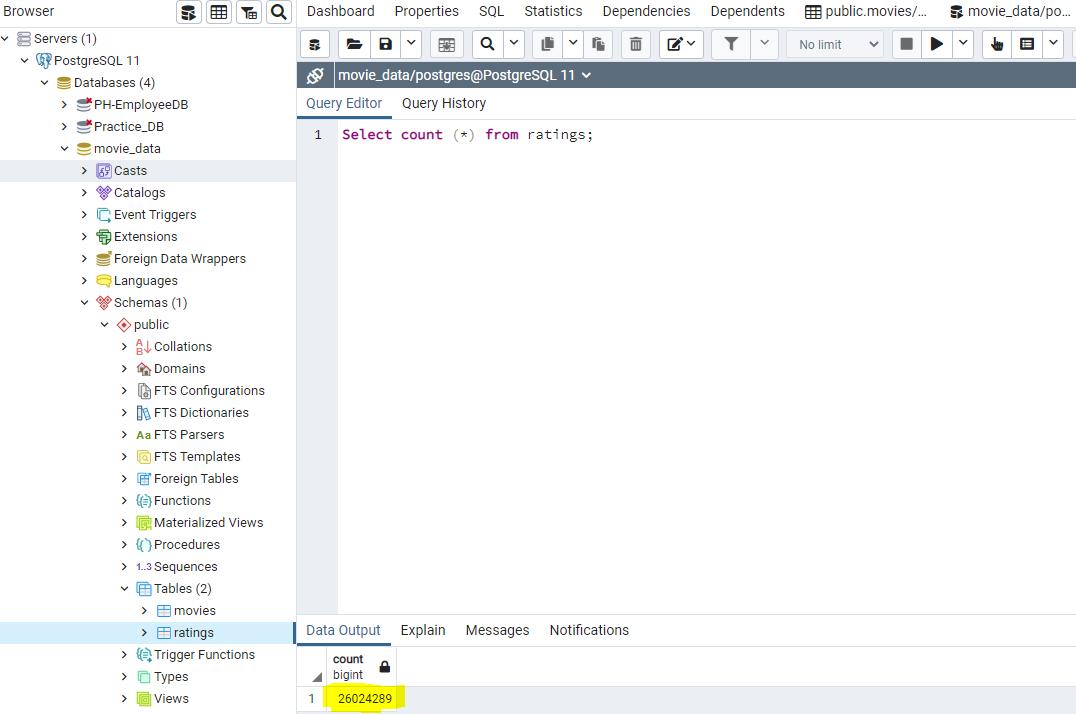 Browser
Dashboard Properties SQL Statistics Dependencies Dependents public.movies/... movie_data/po...
Servers (1)
PostgreSQL 11
Databases (4)
PH-EmployeeDB
Practice_DB
movie_data
Casts
Catalogs
Event Triggers
Extensions
Foreign Data Wrappers
Languages
Schemas (1)
public
Collations
Domains
FTS Configurations
FTS Dictionaries
Aa FTS Parsers
FTS Templates
Foreign Tables
Functions
Materialized Views
Procedures
1..3 Sequences
Tables (2)
movies
ratings
Trigger Functions
Types
Views
No limit
movie_data/postgres@PostgreSQL 11
Query Editor Query History
1 Select count (*) from ratings;
Data Output Explain Messages Notifications
count
bigint
1 26024289